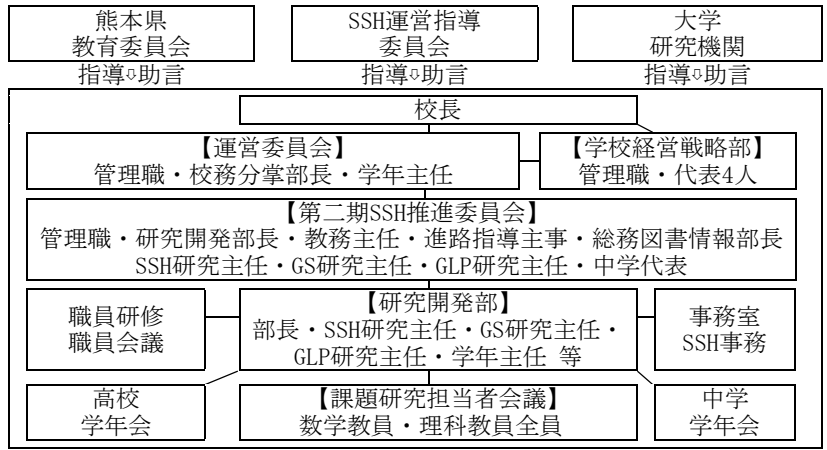 熊本県
教育委員会
SSH運営指導
委員会
大学
研究機関
指導⇩助言
指導⇩助言
指導⇩助言
校長
【運営委員会】
管理職・校務分掌部長・学年主任
【学校経営戦略部】
管理職・代表4人
【第二期SSH推進委員会】
管理職・研究開発部長・教務主任・進路指導主事・総務図書情報部長
SSH研究主任・GS研究主任・GLP研究主任・中学代表
職員研修
職員会議
【研究開発部】
部長・SSH研究主任・GS研究主任・
GLP研究主任・学年主任 等
事務室
SSH事務
高校
学年会
【課題研究担当者会議】
数学教員・理科教員全員
中学
学年会